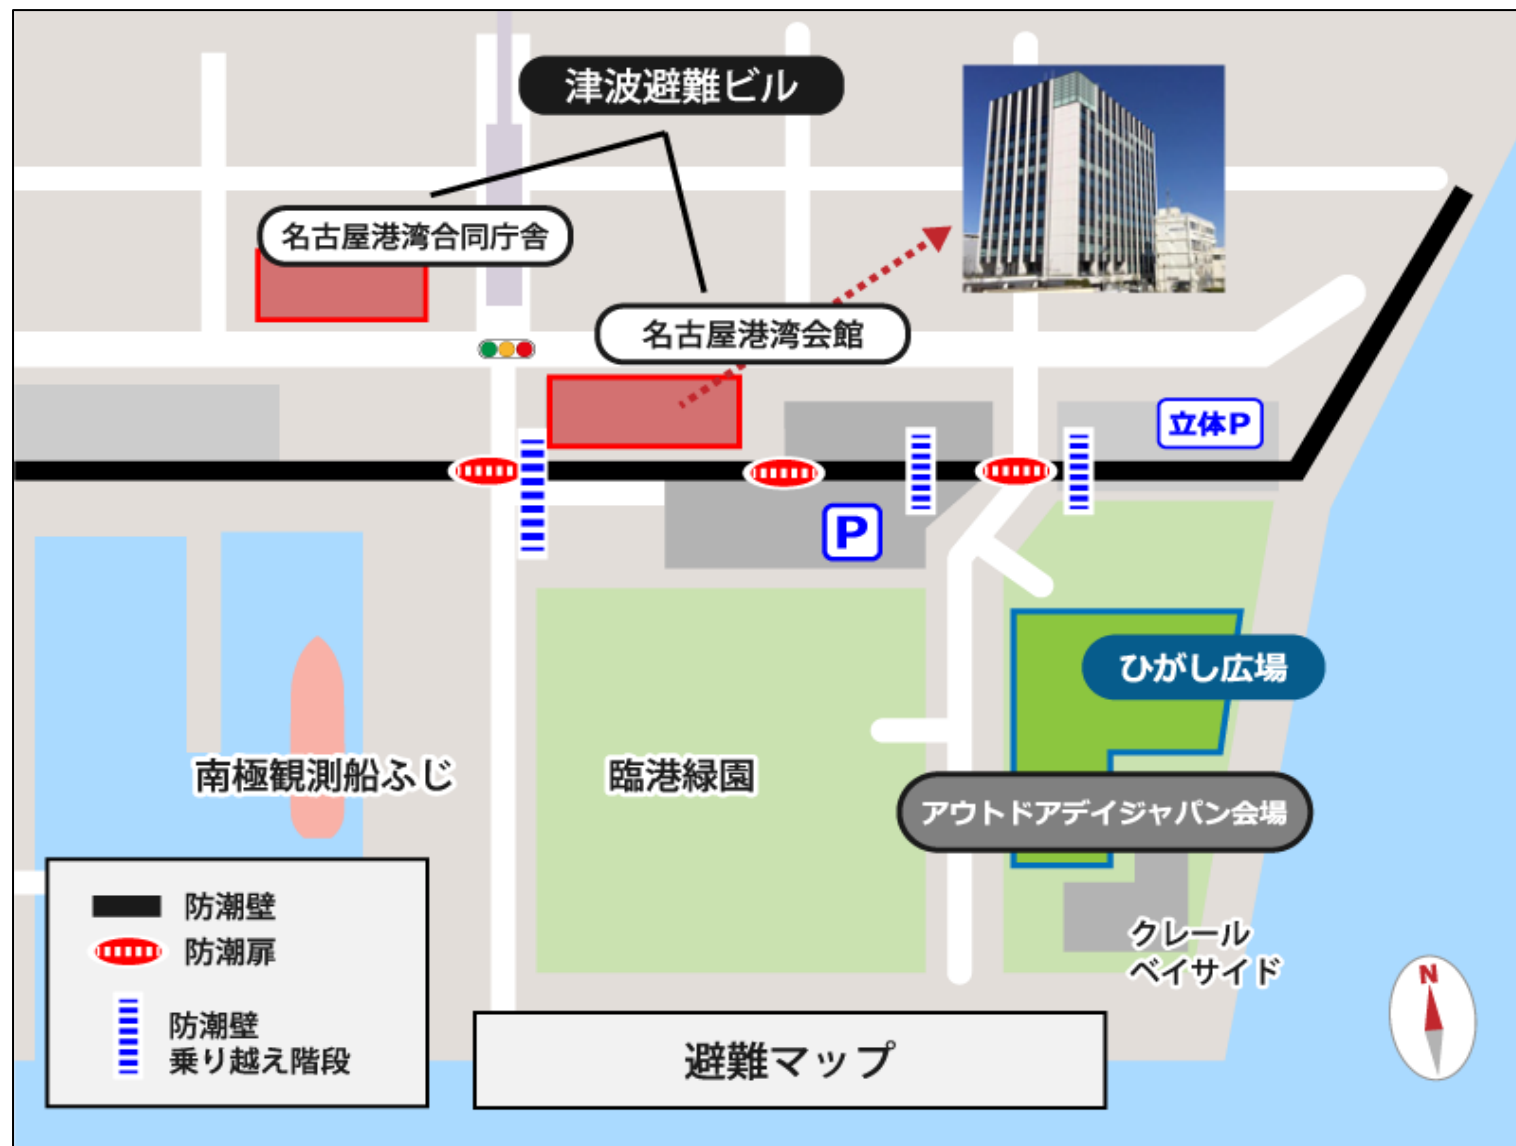 津波避難ビル
名古屋港湾合同庁舎
名古屋港湾会館
立体P
P
ひがし広場
南極観測船ふじ
臨港緑園
アウトドアデイジャパン会場
クレール
ベイサイド
防潮壁
防潮扉
防潮壁
乗り越え階段
避難マップ
N